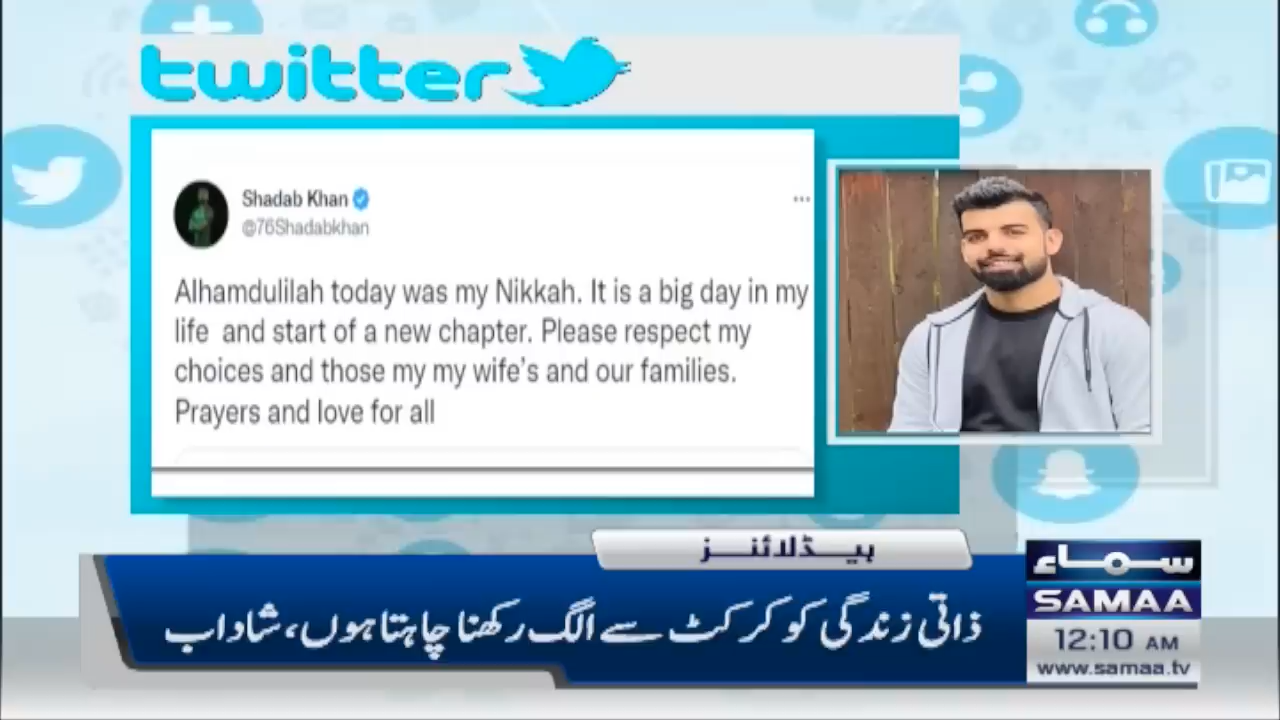 twitter
Shadab Khan
@76Shadabkhan
Alhamdulilah today was my Nikkah. It is a big day in my
life and start of a new chapter. Please respect my
choices and those my my wife's and our families.
Prayers and love for all
ہیڈلائنز
ذاتی زندگی کو کرکٹ سے الگ رکھنا چاہتا ہوں، شاداب
سماء
SAMAA
12:10 AM
www.samaa.tv